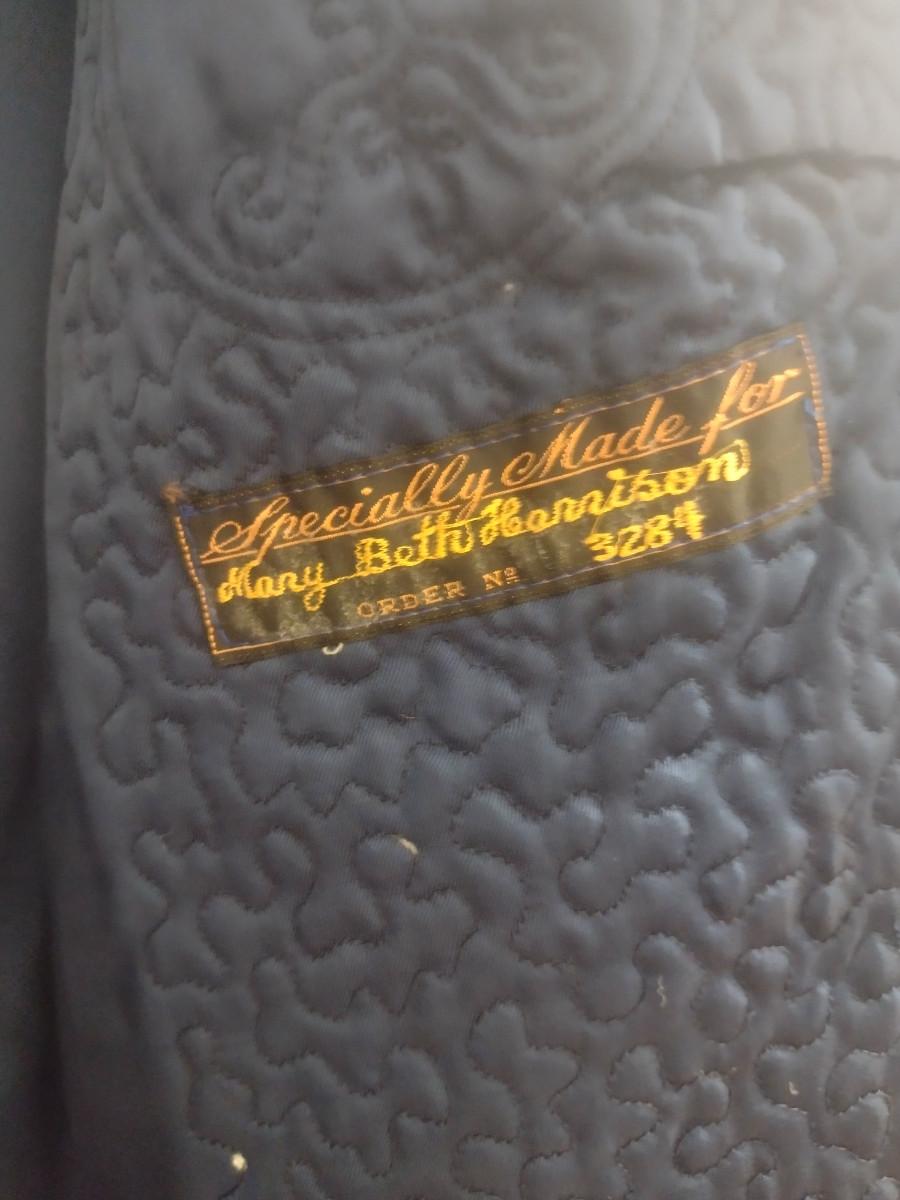 Specially Made for
Mary Beth Harrison
ORDER Nº 3284